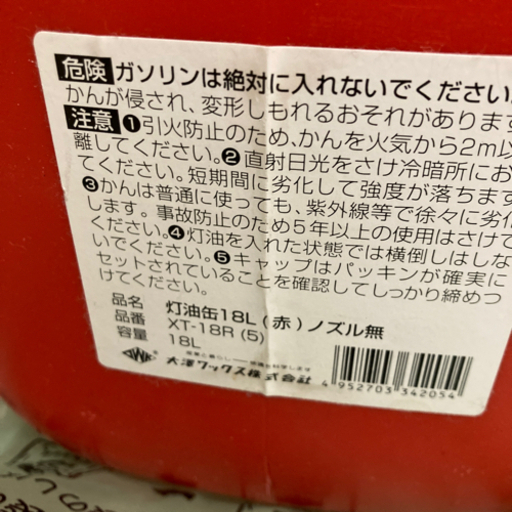 危険 ガソリンは絶対に入れないでください。
かんが侵され、変形しもれるおそれがあります
注意 ❶引火防止のため、かんを火気から2m以
離してください。❷直射日光をさけ冷暗所にお
てください。短期間に劣化して強度が落ちます
❸かんは普通に使っても、紫外線等で徐々に劣化
します。事故防止のため5年以上の使用はさけて
ください。❹灯油を入れた状態では横倒しはしな
いでください。❺キャップはパッキンが確実に
セットされていることを確認してしっかり締めつ
けてください。
品名 灯油缶18L(赤)ノズル無
品番 XT-18R(5)
容量 18L
大澤ワックス株式会社
4 952703 342054